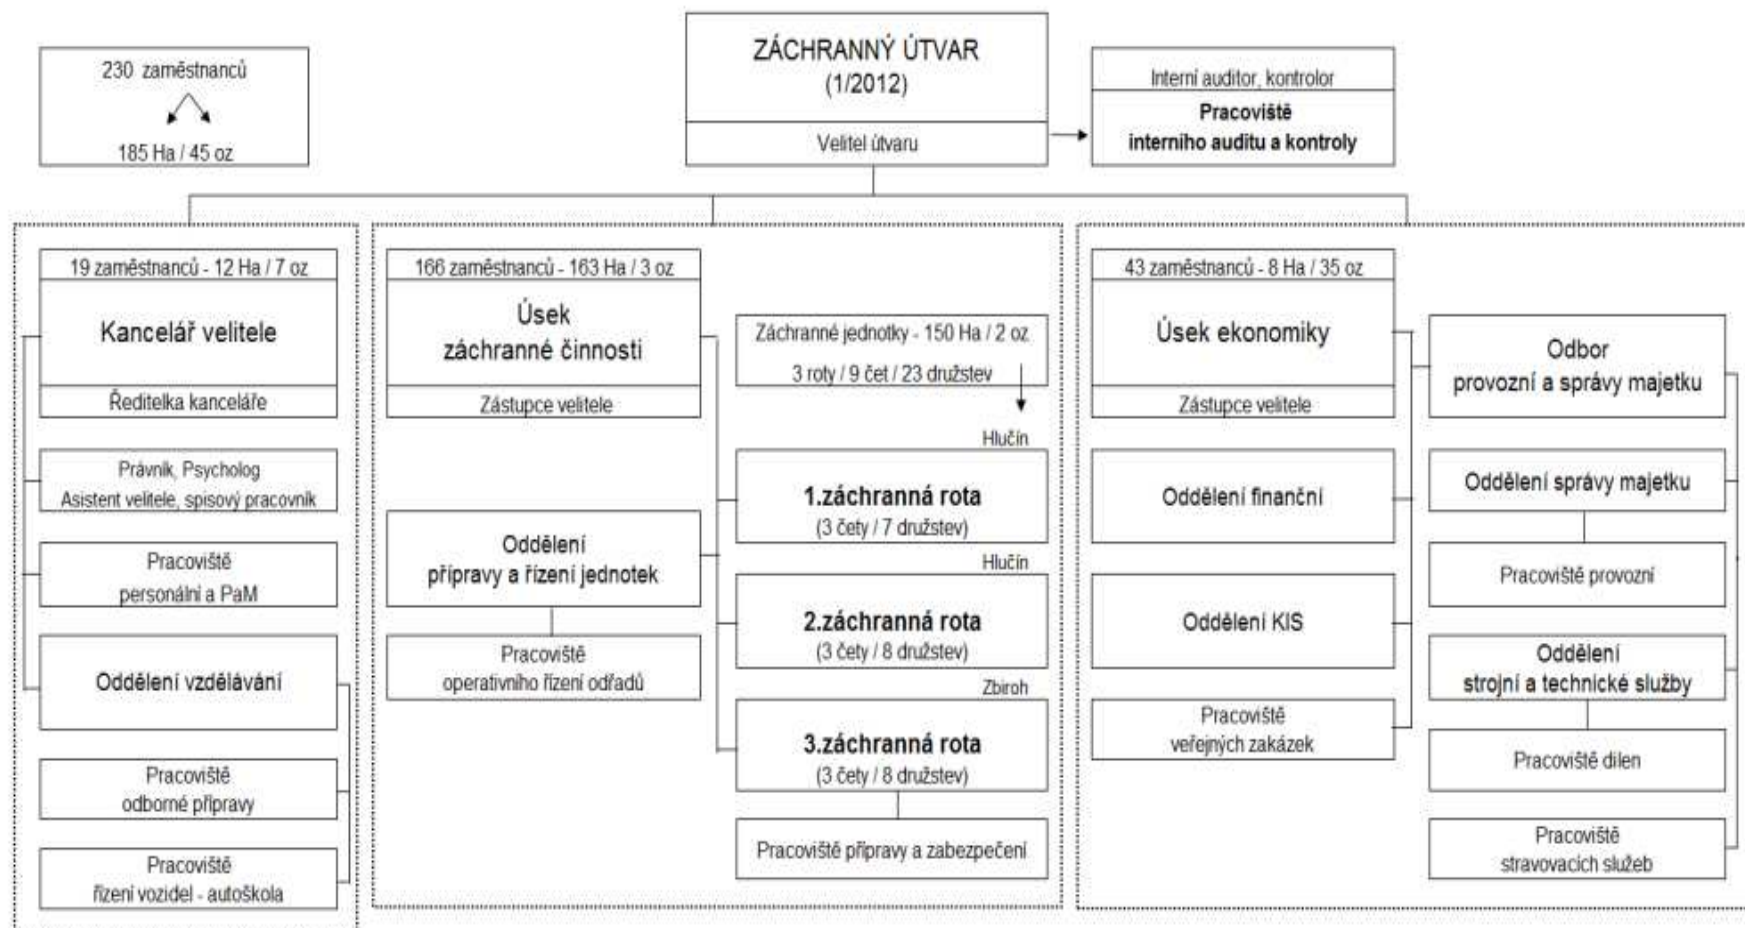 230 zaměstnanců
185 Ha / 45 oz
ZÁCHRANNÝ ÚTVAR
(1/2012)
Velitel útvaru
Interní auditor, kontrolor
Pracoviště
interního auditu a kontroly
19 zaměstnanců - 12 Ha / 7 oz
Kancelář velitele
Ředitelka kanceláře
Právník, Psycholog
Asistent velitele, spisový pracovník
Pracoviště
personální a PaM
Oddělení vzdělávání
Pracoviště
odborné přípravy
Pracoviště
řízení vozidel - autoškola
166 zaměstnanců - 163 Ha / 3 oz
Úsek
záchranné činnosti
Zástupce velitele
Oddělení
přípravy a řízení jednotek
Pracoviště
operativního řízení odřadů
Záchranné jednotky - 150 Ha / 2 oz
3 roty / 9 čet / 23 družstev
Hlučín
1.záchranná rota
(3 čety / 7 družstev)
Hlučín
2.záchranná rota
(3 čety / 8 družstev)
Zbiroh
3.záchranná rota
(3 čety / 8 družstev)
Pracoviště přípravy a zabezpečení
43 zaměstnanců - 8 Ha / 35 oz
Úsek ekonomiky
Zástupce velitele
Oddělení finanční
Oddělení KIS
Pracoviště
veřejných zakázek
Odbor
provozní a správy majetku
Oddělení správy majetku
Pracoviště provozní
Oddělení
strojní a technické služby
Pracoviště dílen
Pracoviště
stravovacích služeb